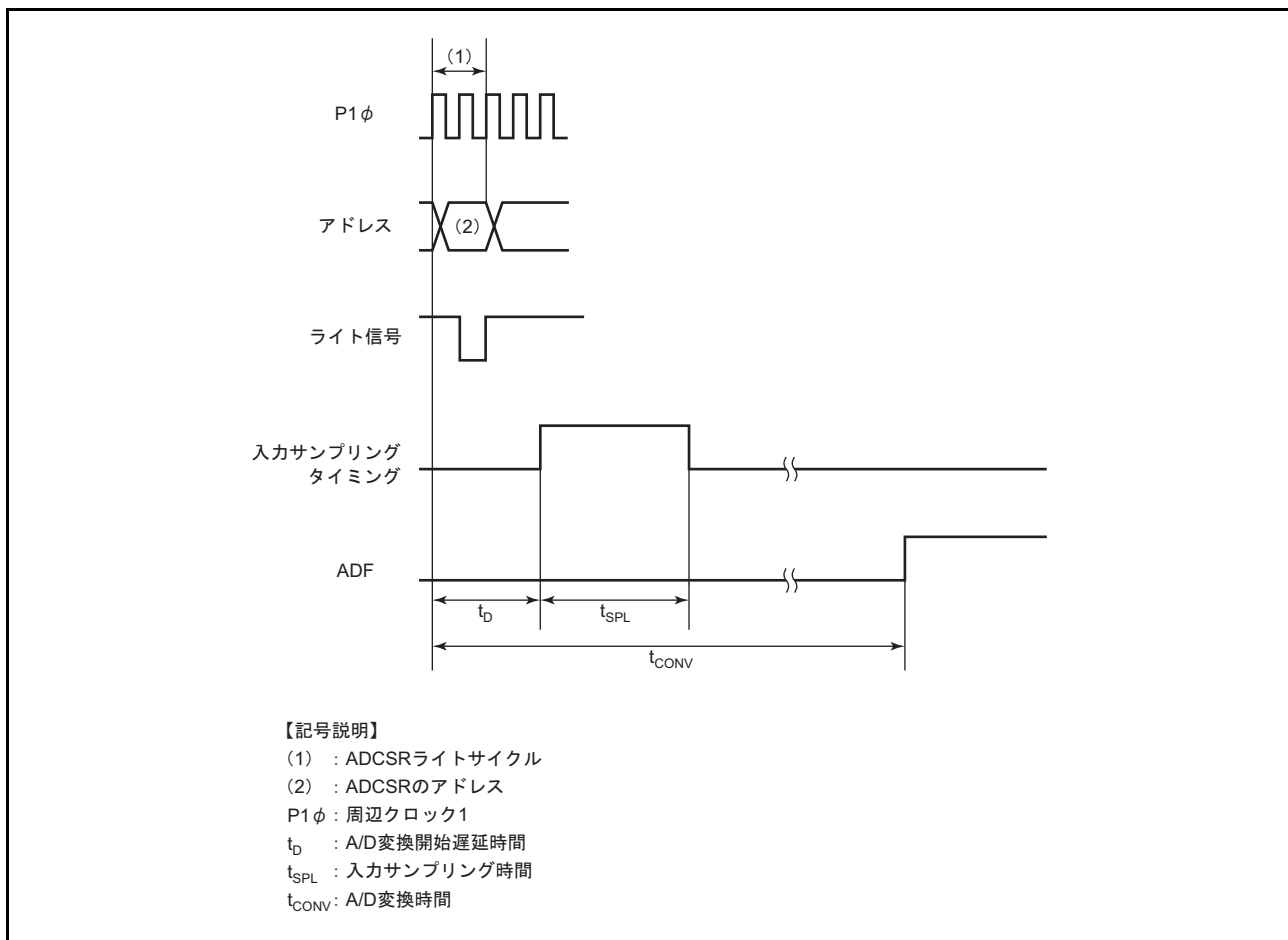 (1)
P1φ
アドレス
(2)
ライト信号
入力サンプリング
タイミング
ADF
tD
tSPL
tCONV
【記号説明】
(1) : ADCSRライトサイクル
(2) : ADCSRのアドレス
P1φ : 周辺クロック1
tD : A/D変換開始遅延時間
tSPL : 入力サンプリング時間
tCONV : A/D変換時間